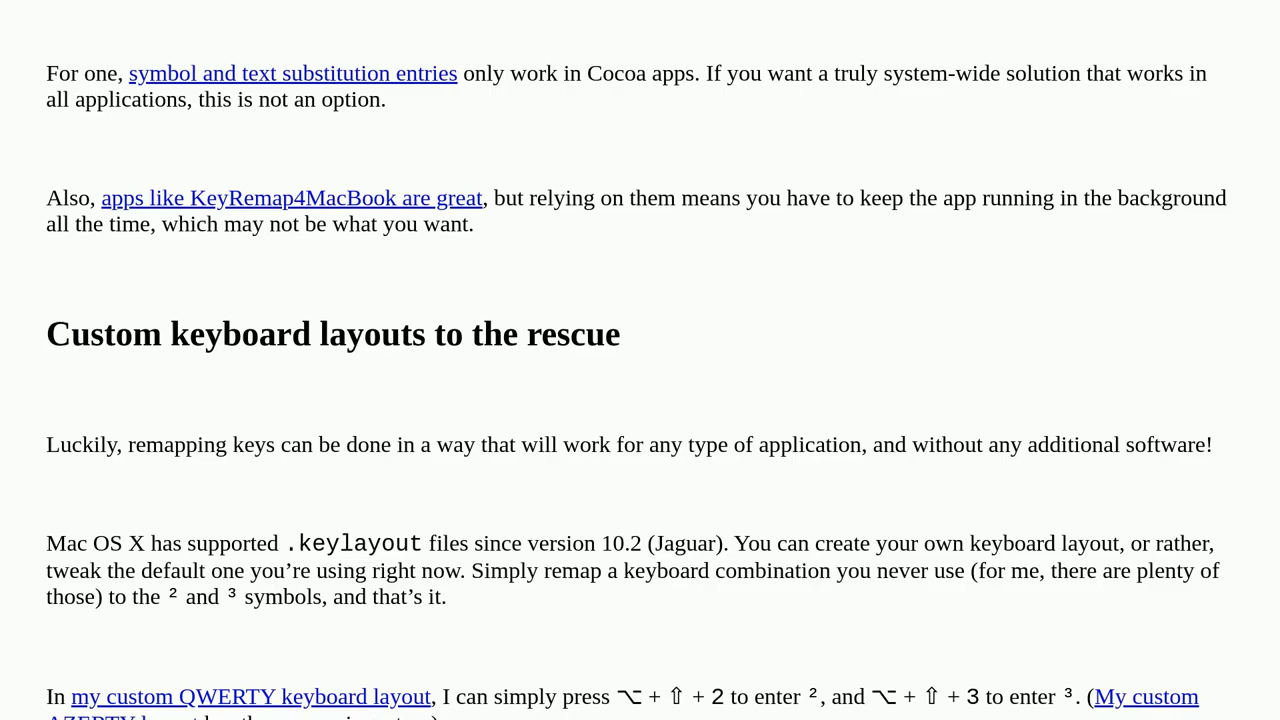 For one, symbol and text substitution entries only work in Cocoa apps. If you want a truly system-wide solution that works in
all applications, this is not an option.
Also, apps like KeyRemap4MacBook are great, but relying on them means you have to keep the app running in the background
all the time, which may not be what you want.
Custom keyboard layouts to the rescue
Luckily, remapping keys can be done in a way that will work for any type of application, and without any additional software!
Mac OS X has supported .keylayout files since version 10.2 (Jaguar). You can create your own keyboard layout, or rather,
tweak the default one you’re using right now. Simply remap a keyboard combination you never use (for me, there are plenty of
those) to the ² and ³ symbols, and that’s it.
In my custom QWERTY keyboard layout, I can simply press ⌥ + ⇧ + 2 to enter ², and ⌥ + ⇧ + 3 to enter ³. (My custom